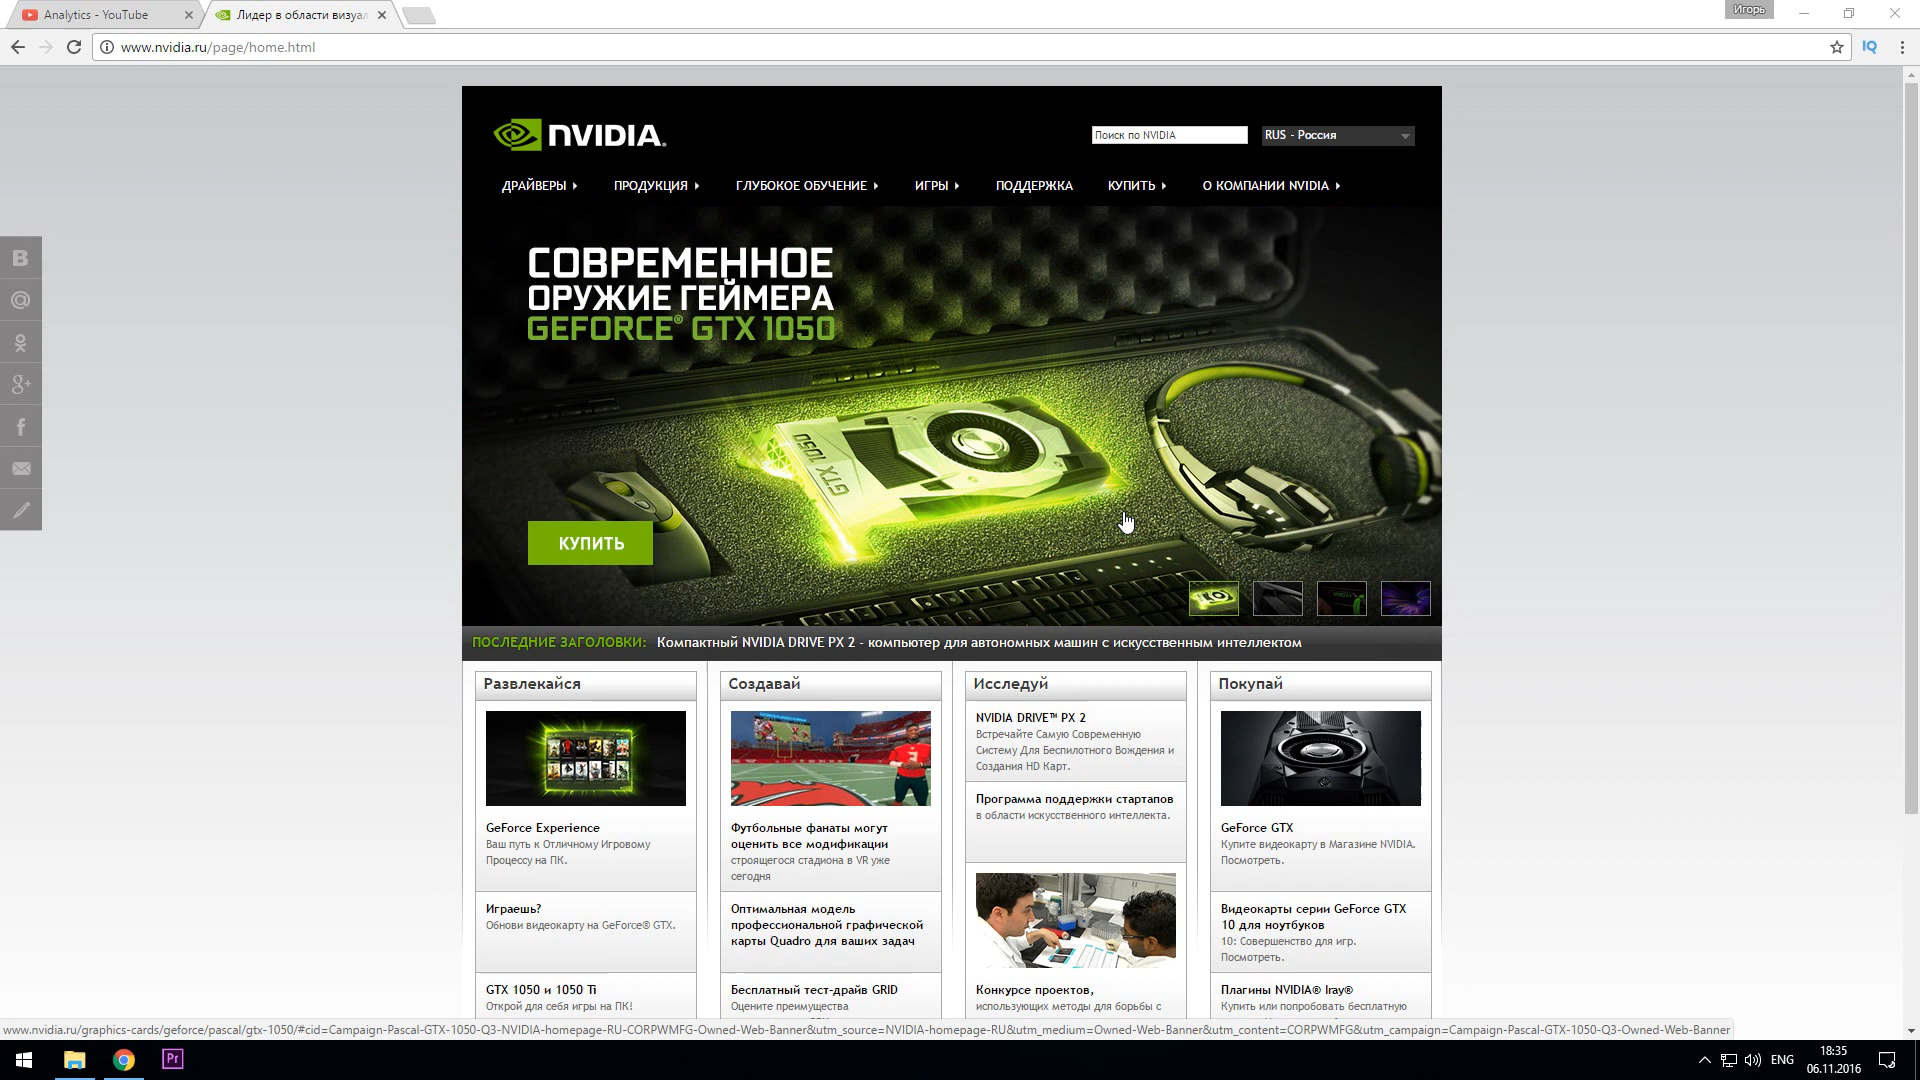 Analytics - YouTube
Лидер в области визуал
Игорь
www.nvidia.ru/page/home.html
IQ
NVIDIA.
Поиск по NVIDIA
RUS - Россия
ДРАЙВЕРЫ
ПРОДУКЦИЯ
ГЛУБОКОЕ ОБУЧЕНИЕ
ИГРЫ
ПОДДЕРЖКА
КУПИТЬ
О КОМПАНИИ NVIDIA
СОВРЕМЕННОЕ
ОРУЖИЕ ГЕЙМЕРА
GEFORCE® GTX 1050
GTX 1050
GTX
КУПИТЬ
ПОСЛЕДНИЕ ЗАГОЛОВКИ: Компактный NVIDIA DRIVE PX 2 - компьютер для автономных машин с искусственным интеллектом
Развлекайся
GeForce Experience
Ваш путь к Отличному Игровому
Процессу на ПК.
Играешь?
Обнови видеокарту на GeForce® GTX.
GTX 1050 и 1050 Ti
Открой для себя игры на ПК!
Создавай
Футбольные фанаты могут
оценить все модификации
строящегося стадиона в VR уже
сегодня
Оптимальная модель
профессиональной графической
карты Quadro для ваших задач
Бесплатный тест-драйв GRID
Оцените преимущества
Исследуй
NVIDIA DRIVE™ PX 2
Встречайте Самую Современную
Систему Для Беспилотного Вождения и
Создания HD Карт.
Программа поддержки стартапов
в области искусственного интеллекта.
Конкурсе проектов,
использующих методы для борьбы с
Покупай
GeForce GTX
Купите видеокарту в Магазине NVIDIA.
Посмотреть.
Видеокарты серии GeForce GTX
10 для ноутбуков
10: Совершенство для игр.
Посмотреть.
Плагины NVIDIA® Iray®
Купить или попробовать бесплатную
www.nvidia.ru/graphics-cards/geforce/pascal/gtx-1050/#cid=Campaign-Pascal-GTX-1050-Q3-NVIDIA-homepage-RU-CORPWMFG-Owned-Web-Banner&utm_source=NVIDIA-homepage-RU&utm_medium=Owned-Web-Banner&utm_content=CORPWMFG&utm_campaign=Campaign-Pascal-GTX-1050-Q3-Owned-Web-Banner
Pr
ENG
18:35
06.11.2016